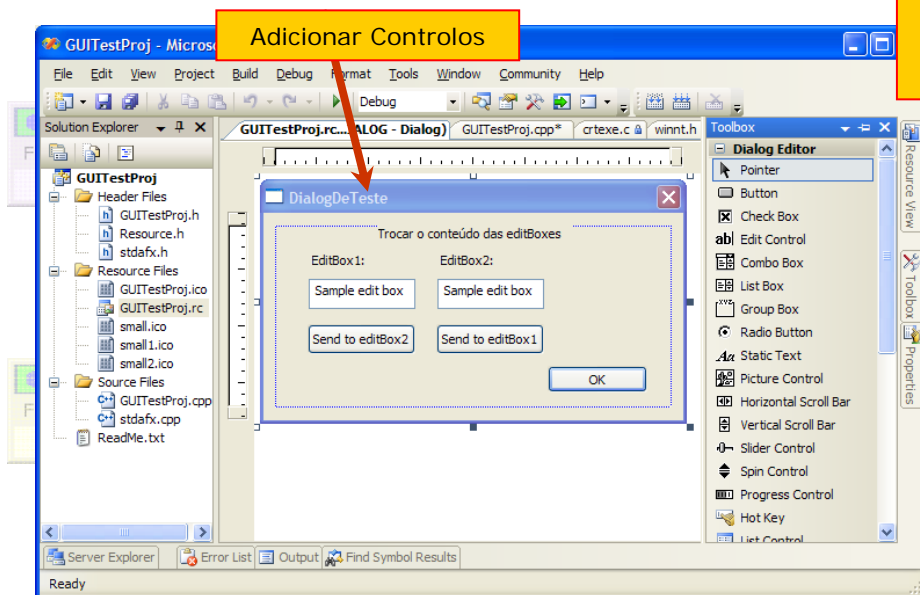 Adicionar Controlos
GUITestProj - Micros
File Edit View Project Build Debug Format Tools Window Community Help
Debug
Solution Explorer
GUITestProj
Header Files
GUITestProj.h
Resource.h
stdafx.h
Resource Files
GUITestProj.ico
GUITestProj.rc
small.ico
small1.ico
small2.ico
Source Files
GUITestProj.cpp
stdafx.cpp
ReadMe.txt
GUITestProj.rc... ALOG - Dialog) GUITestProj.cpp* crtexe.c winnt.h
DialogDeTeste
Trocar o conteúdo das editBoxes
EditBox1: EditBox2:
Sample edit box Sample edit box
Send to editBox2 Send to editBox1
OK
Toolbox
Dialog Editor
Pointer
Button
Check Box
Edit Control
Combo Box
List Box
Group Box
Radio Button
Aa Static Text
Picture Control
Horizontal Scroll Bar
Vertical Scroll Bar
Slider Control
Spin Control
Progress Control
Hot Key
List Control
Resource View
Toolbox
Properties
Server Explorer Error List Output Find Symbol Results
Ready